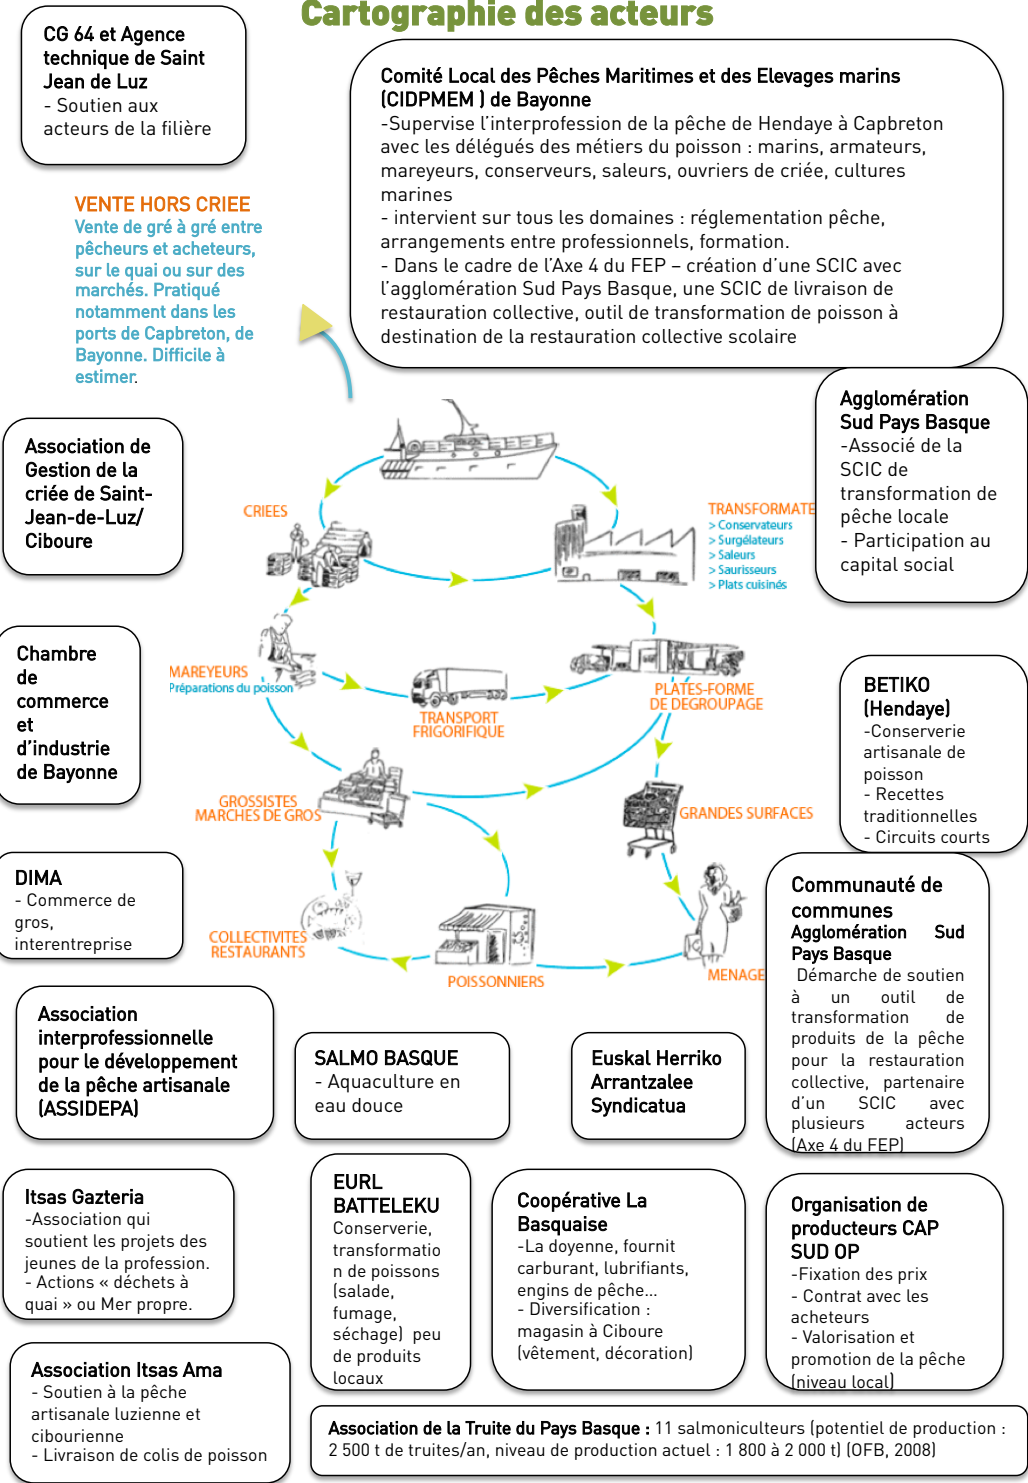 Cartographie des acteurs
CG 64 et Agence
technique de Saint
Jean de Luz
- Soutien aux
acteurs de la filière
Comité Local des Pêches Maritimes et des Elevages marins
(CIDPMEM ) de Bayonne
-Supervise l'interprofession de la pêche de Hendaye à Capbreton
avec les délégués des métiers du poisson : marins, armateurs,
mareyeurs, conserveurs, saleurs, ouvriers de criée, cultures
marines
- intervient sur tous les domaines : réglementation pêche,
arrangements entre professionnels, formation.
- Dans le cadre de l'Axe 4 du FEP – création d'une SCIC avec
l'agglomération Sud Pays Basque, une SCIC de livraison de
restauration collective, outil de transformation de poisson à
destination de la restauration collective scolaire
VENTE HORS CRIEE
Vente de gré à gré entre
pêcheurs et acheteurs,
sur le quai ou sur des
marchés. Pratiqué
notamment dans les
ports de Capbreton, de
Bayonne. Difficile à
estimer.
Agglomération
Sud Pays Basque
-Associé de la
SCIC de
transformation de
pêche locale
- Participation au
capital social
Association de
Gestion de la
criée de Saint-
Jean-de-Luz/
Ciboure
CRIEES
TRANSFORMATE
> Conservateurs
> Surgélateurs
> Saleurs
> Saurisseurs
> Plats cuisinés
Chambre
de
commerce
et
d'industrie
de Bayonne
MAREYEURS
Préparations du poisson
TRANSPORT
FRIGORIFIQUE
PLATES-FORME
DE DEGROUPAGE
BETIKO
(Hendaye)
-Conserverie
artisanale de
poisson
- Recettes
traditionnelles
- Circuits courts
GROSSISTES
MARCHES DE GROS
GRANDES SURFACES
DIMA
- Commerce de
gros,
interentreprise
COLLECTIVITES
RESTAURANTS
POISSONNIERS
MENAGE
Communauté de
communes
Agglomération Sud
Pays Basque
Démarche de soutien
à un outil de
transformation de
produits de la pêche
pour la restauration
collective, partenaire
d'un SCIC avec
plusieurs acteurs
(Axe 4 du FEP)
Association
interprofessionnelle
pour le développement
de la pêche artisanale
(ASSIDEPA)
SALMO BASQUE
- Aquaculture en
eau douce
Euskal Herriko
Arrantzalee
Syndicatua
Itsas Gazteria
-Association qui
soutient les projets des
jeunes de la profession.
- Actions « déchets à
quai » ou Mer propre.
EURL
BATTELEKU
Conserverie,
transformatio
n de poissons
(salade,
fumage,
séchage) peu
de produits
locaux
Coopérative La
Basquaise
-La doyenne, fournit
carburant, lubrifiants,
engins de pêche...
- Diversification :
magasin à Ciboure
(vêtement, décoration)
Organisation de
producteurs CAP
SUD OP
-Fixation des prix
- Contrat avec les
acheteurs
- Valorisation et
promotion de la pêche
(niveau local)
Association Itsas Ama
- Soutien à la pêche
artisanale luzienne et
cibourienne
- Livraison de colis de poisson
Association de la Truite du Pays Basque : 11 salmoniculteurs (potentiel de production :
2 500 t de truites/an, niveau de production actuel : 1 800 à 2 000 t) (OFB, 2008)